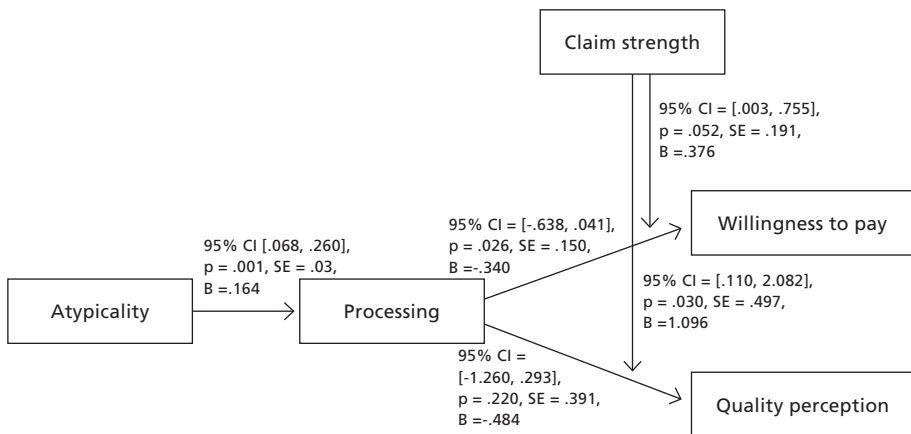 Claim strength
95% CI = [.003, .755],
p = .052, SE = .191,
B =.376
95% CI = [-.638, .041],
p = .026, SE = .150,
B=-.340
Willingness to pay
95% CI [.068, .260],
p = .001, SE = .03,
B =.164
95% CI = [.110, 2.082],
p = .030, SE = .497,
B=1.096
Atypicality
Processing
95% CI =
[-1.260, .293],
p = .220, SE = .391,
B=-.484
Quality perception